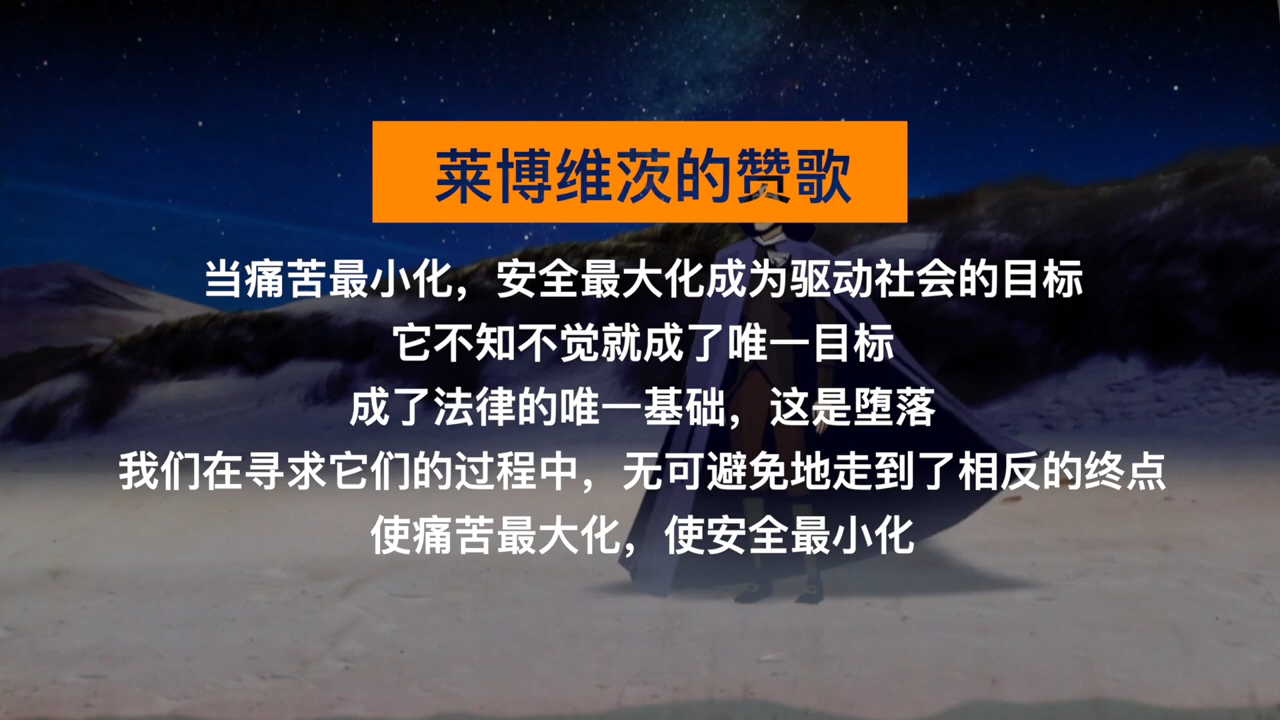 莱博维茨的赞歌
当痛苦最小化，安全最大化成为驱动社会的目标
它不知不觉就成了唯一目标
成了法律的唯一基础，这是堕落
我们在寻求它们的过程中，无可避免地走到了相反的终点
使痛苦最大化，使安全最小化